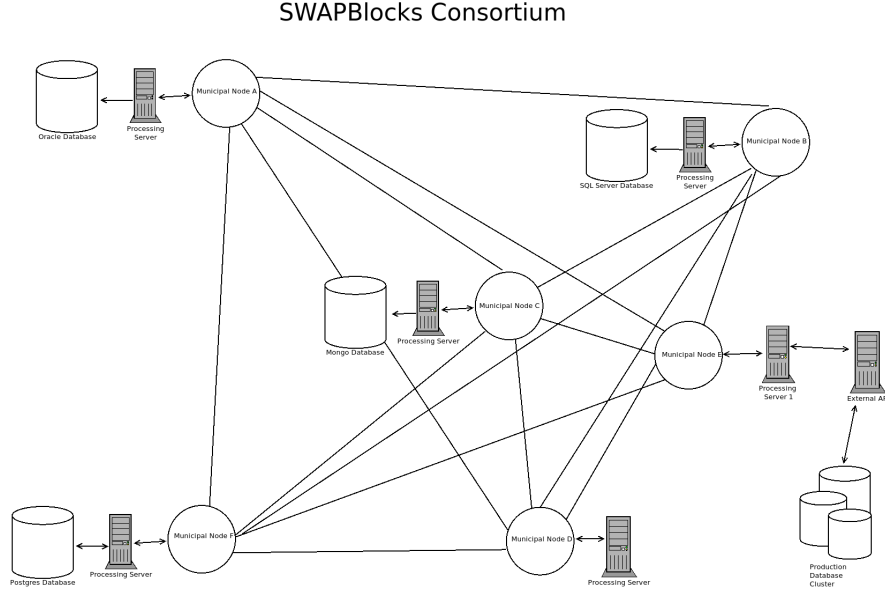 SWAPBlocks Consortium
Municipal Node A
Oracle Database
Processing
Server
Municipal Node B
SQL Server Database
Processing
Server
Municipal Node C
Mongo Database
Processing Server
Municipal Node E
Processing
Server 1
External AP
Municipal Node F
Postgres Database
Processing Server
Municipal Node D
Processing Server
Production
Database
Cluster